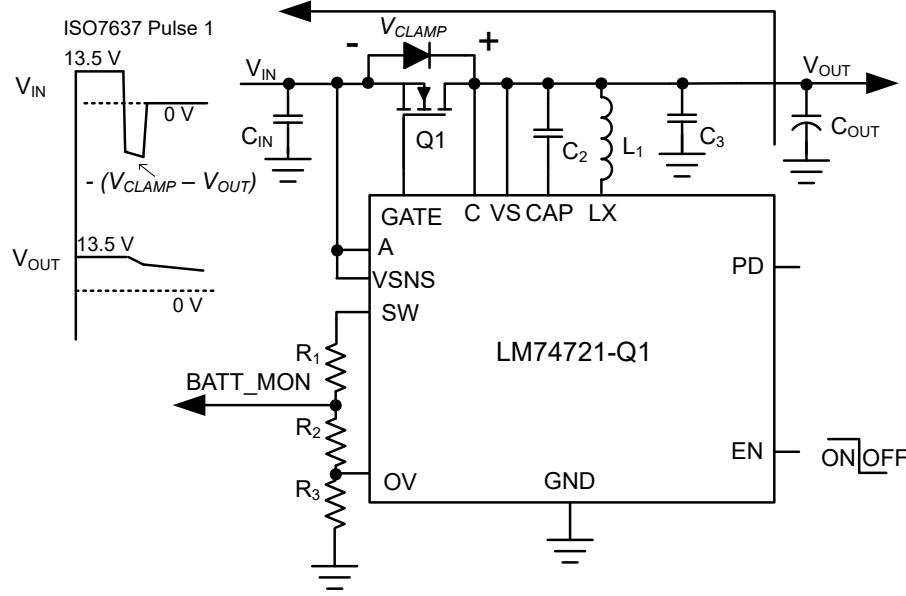 ISO7637 Pulse 1
13.5 V
V_IN
0 V
- (V_CLAMP – V_OUT)
V_OUT
13.5 V
0 V
V_CLAMP
- +
V_IN
V_OUT
C_IN
Q1
C_2
L_1
C_3
C_OUT
GATE
C
VS
CAP
LX
A
VSNS
SW
PD
R_1
LM74721-Q1
BATT_MON
R_2
EN
ON OFF
R_3
OV
GND